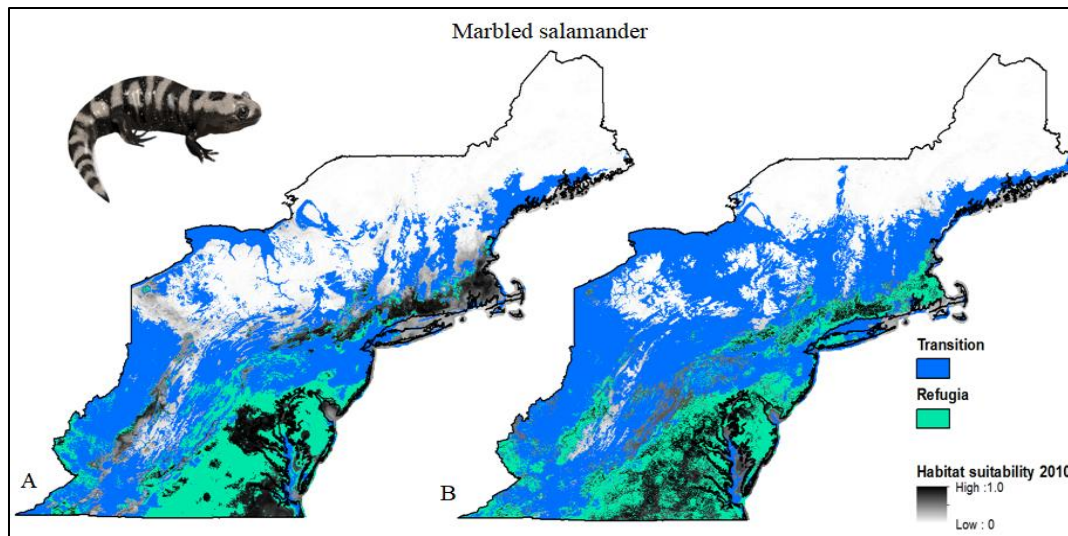 Marbled salamander
A
B
Transition
Refugia
Habitat suitability 2010
High :1.0
Low : 0